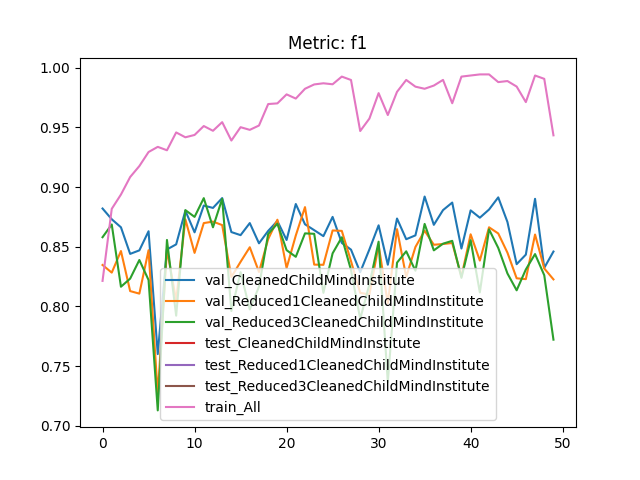 Metric: f1
1.00
0.95
0.90
0.85
0.80
0.75
0.70
val_CleanedChildMindInstitute
val_Reduced1CleanedChildMindInstitute
val_Reduced3CleanedChildMindInstitute
test_CleanedChildMindInstitute
test_Reduced1CleanedChildMindInstitute
test_Reduced3CleanedChildMindInstitute
train_All
0 10 20 30 40 50